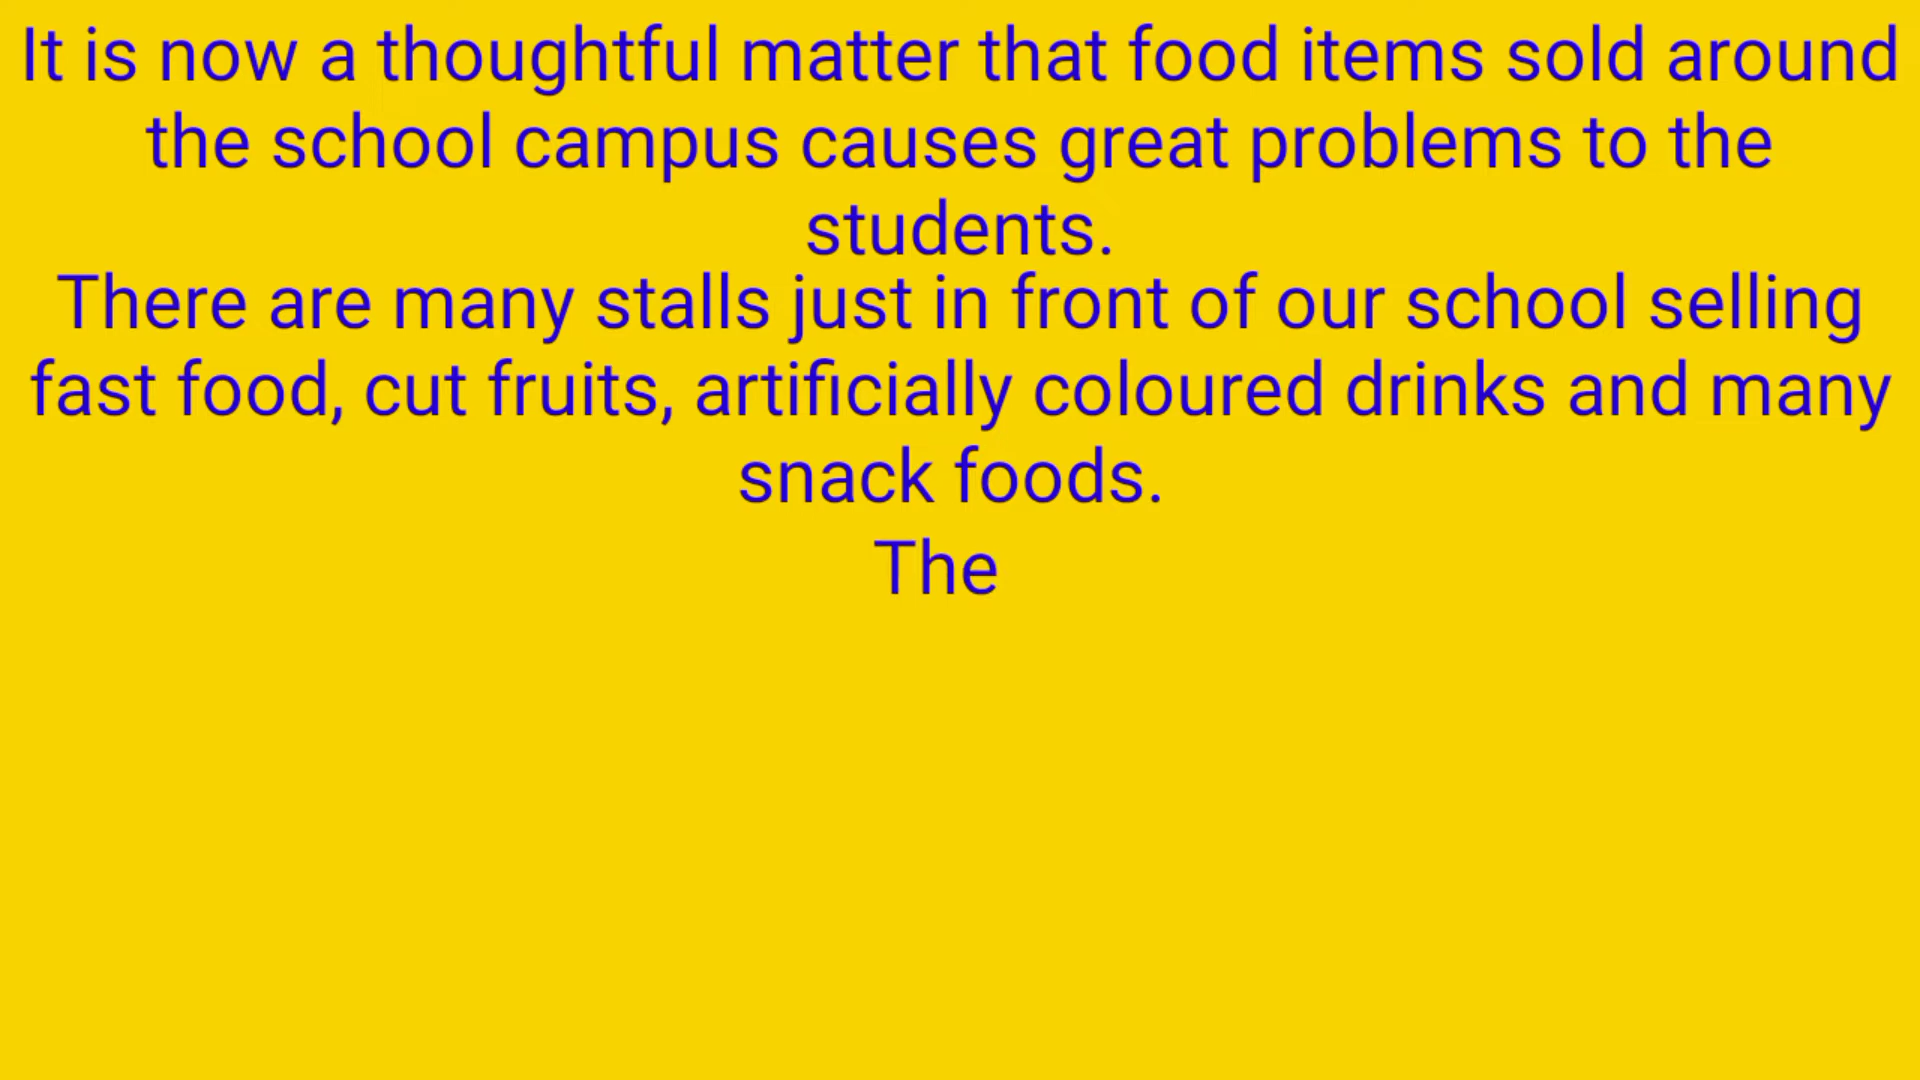 It is now a thoughtful matter that food items sold around
the school campus causes great problems to the
students.
There are many stalls just in front of our school selling
fast food, cut fruits, artificially coloured drinks and many
snack foods.
The